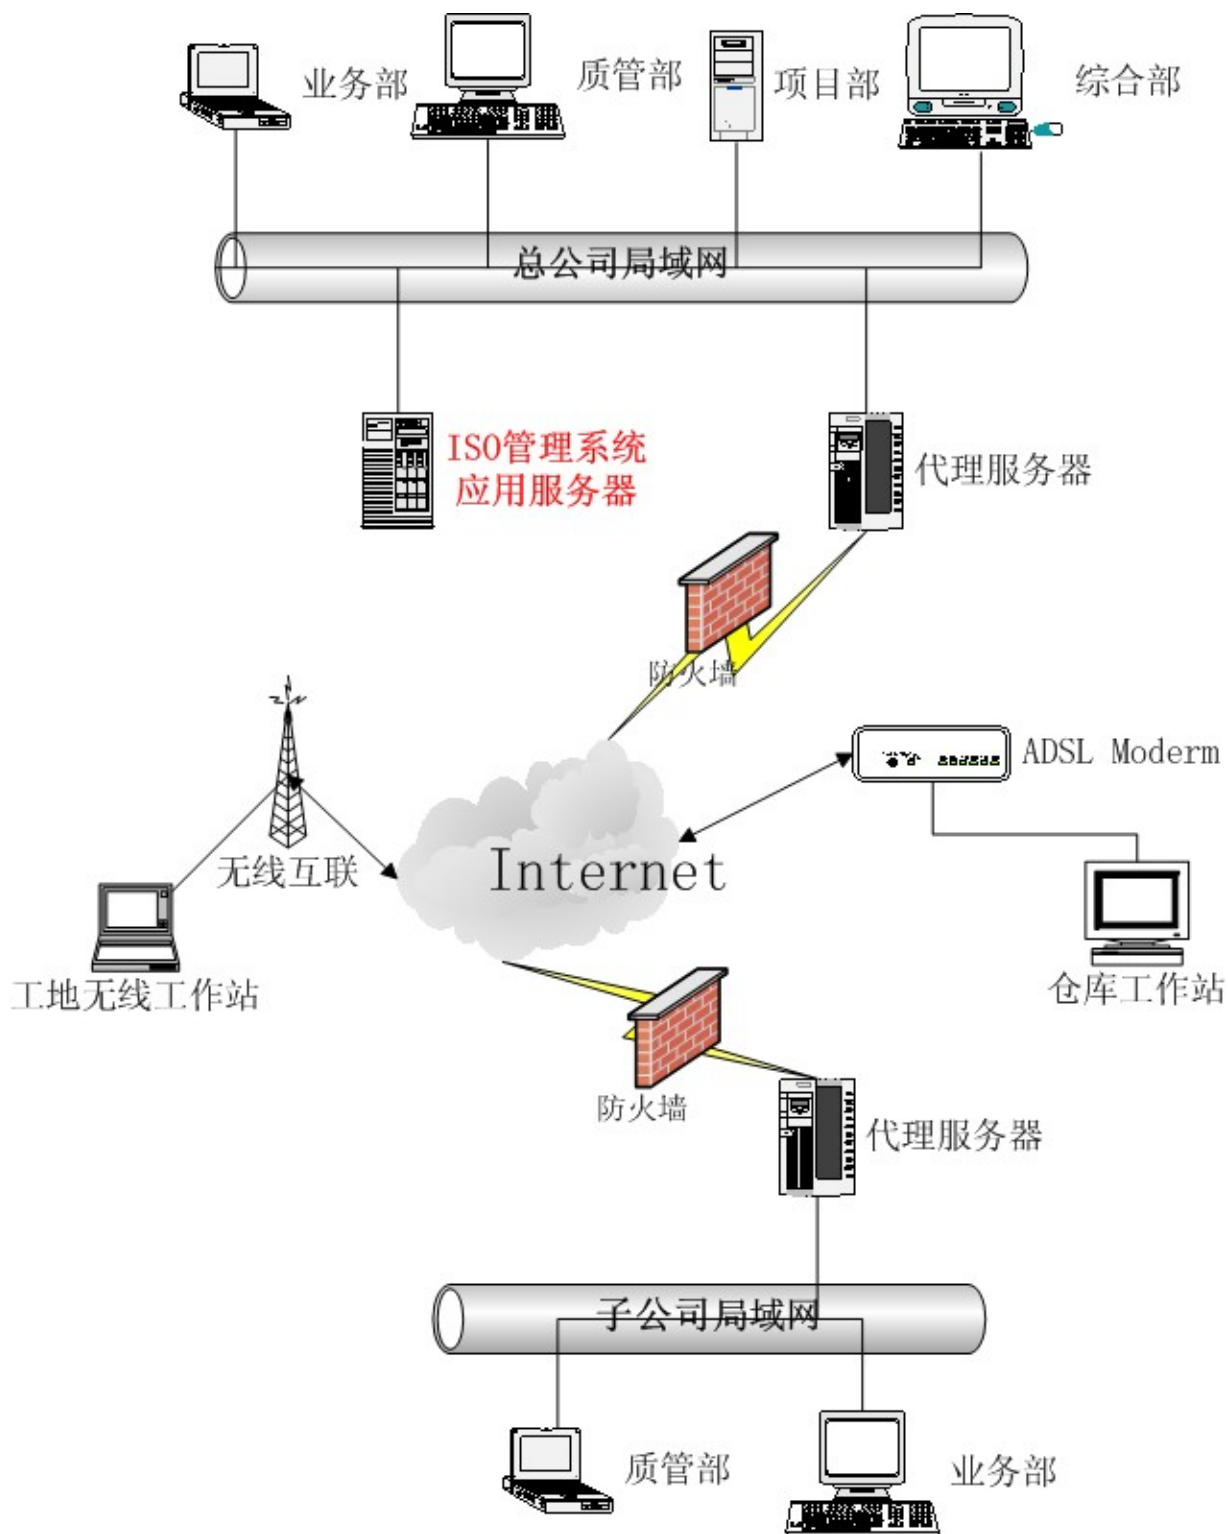 业务部
质管部
项目部
综合部
总公司局域网
ISO管理系统
应用服务器
代理服务器
防火墙
ADSL Moderm
无线互联
Internet
工地无线工作站
仓库工作站
防火墙
代理服务器
子公司局域网
质管部
业务部